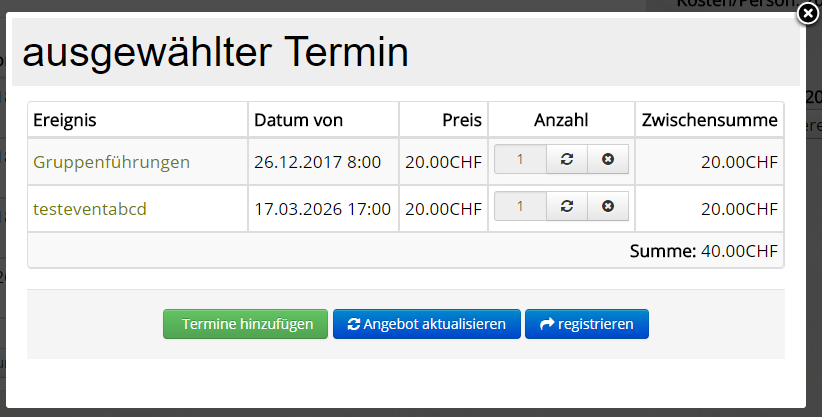 Kosten/Person:
ausgewählter Termin
Ereignis Datum von Preis Anzahl Zwischensumme
Gruppenführungen 26.12.2017 8:00 20.00CHF 1 20.00CHF
testeventabcd 17.03.2026 17:00 20.00CHF 1 20.00CHF
Summe: 40.00CHF
Termine hinzufügen Angebot aktualisieren registrieren